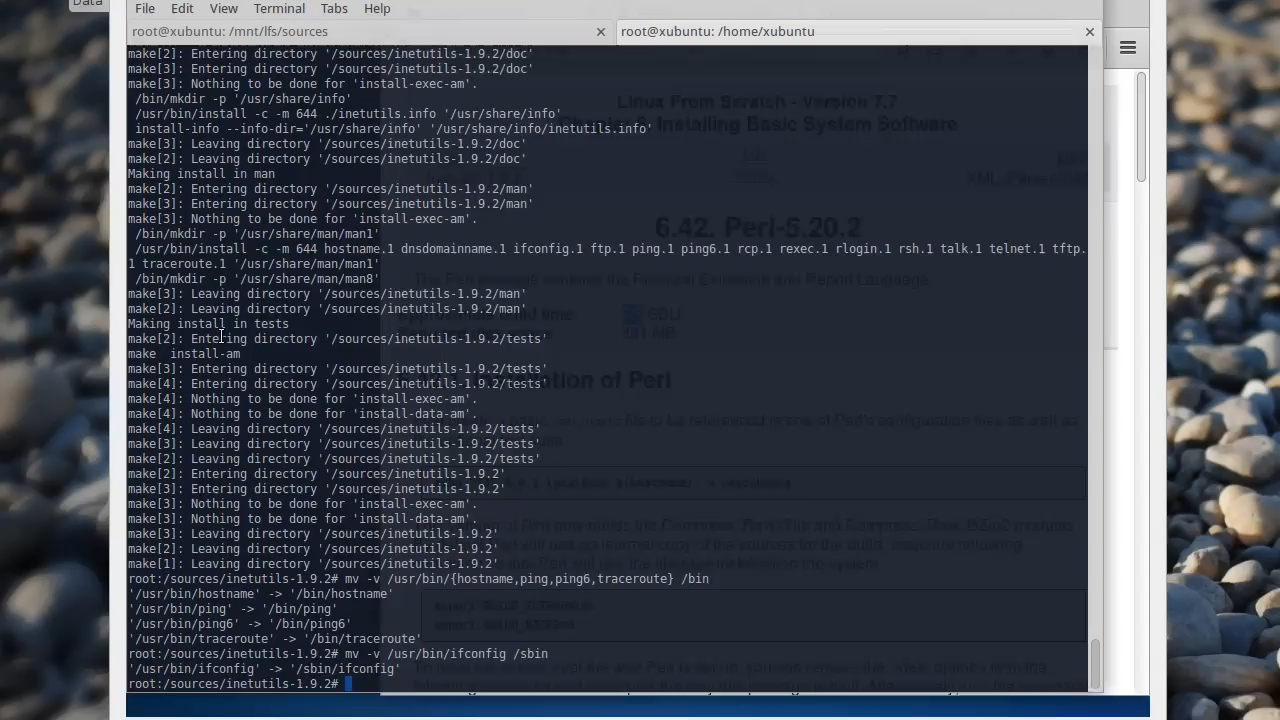 Data
File Edit View Terminal Tabs Help
root@xubuntu: /mnt/lfs/sources
root@xubuntu: /home/xubuntu
make[2]: Entering directory '/sources/inetutils-1.9.2/doc'
make[3]: Entering directory '/sources/inetutils-1.9.2/doc'
make[3]: Nothing to be done for 'install-exec-am'.
/bin/mkdir -p '/usr/share/info'
/usr/bin/install -c -m 644 ./inetutils.info '/usr/share/info'
install-info --info-dir='/usr/share/info' '/usr/share/info/inetutils.info'
make[3]: Leaving directory '/sources/inetutils-1.9.2/doc'
make[2]: Leaving directory '/sources/inetutils-1.9.2/doc'
Making install in man
make[2]: Entering directory '/sources/inetutils-1.9.2/man'
make[3]: Entering directory '/sources/inetutils-1.9.2/man'
make[3]: Nothing to be done for 'install-exec-am'.
/bin/mkdir -p '/usr/share/man/man1'
/usr/bin/install -c -m 644 hostname.1 dnsdomainname.1 ifconfig.1 ftp.1 ping.1 ping6.1 rcp.1 rexec.1 rlogin.1 rsh.1 talk.1 telnet.1 tftp.
1 traceroute.1 '/usr/share/man/man1'
/bin/mkdir -p '/usr/share/man/man8'
make[3]: Leaving directory '/sources/inetutils-1.9.2/man'
make[2]: Leaving directory '/sources/inetutils-1.9.2/man'
Making install in tests
make[2]: Entering directory '/sources/inetutils-1.9.2/tests'
make  install-am
make[3]: Entering directory '/sources/inetutils-1.9.2/tests'
make[4]: Entering directory '/sources/inetutils-1.9.2/tests'
make[4]: Nothing to be done for 'install-exec-am'.
make[4]: Nothing to be done for 'install-data-am'.
make[4]: Leaving directory '/sources/inetutils-1.9.2/tests'
make[3]: Leaving directory '/sources/inetutils-1.9.2/tests'
make[2]: Leaving directory '/sources/inetutils-1.9.2/tests'
make[2]: Entering directory '/sources/inetutils-1.9.2'
make[3]: Entering directory '/sources/inetutils-1.9.2'
make[3]: Nothing to be done for 'install-exec-am'.
make[3]: Nothing to be done for 'install-data-am'.
make[3]: Leaving directory '/sources/inetutils-1.9.2'
make[2]: Leaving directory '/sources/inetutils-1.9.2'
make[1]: Leaving directory '/sources/inetutils-1.9.2'
root:/sources/inetutils-1.9.2# mv -v /usr/bin/{hostname,ping,ping6,traceroute} /bin
'/usr/bin/hostname' -> '/bin/hostname'
'/usr/bin/ping' -> '/bin/ping'
'/usr/bin/ping6' -> '/bin/ping6'
'/usr/bin/traceroute' -> '/bin/traceroute'
root:/sources/inetutils-1.9.2# mv -v /usr/bin/ifconfig /sbin
'/usr/bin/ifconfig' -> '/sbin/ifconfig'
root:/sources/inetutils-1.9.2#
Linux From Scratch - Version 7.7
Installing Basic System Software
6.42. Perl-5.20.2
Installation of Perl